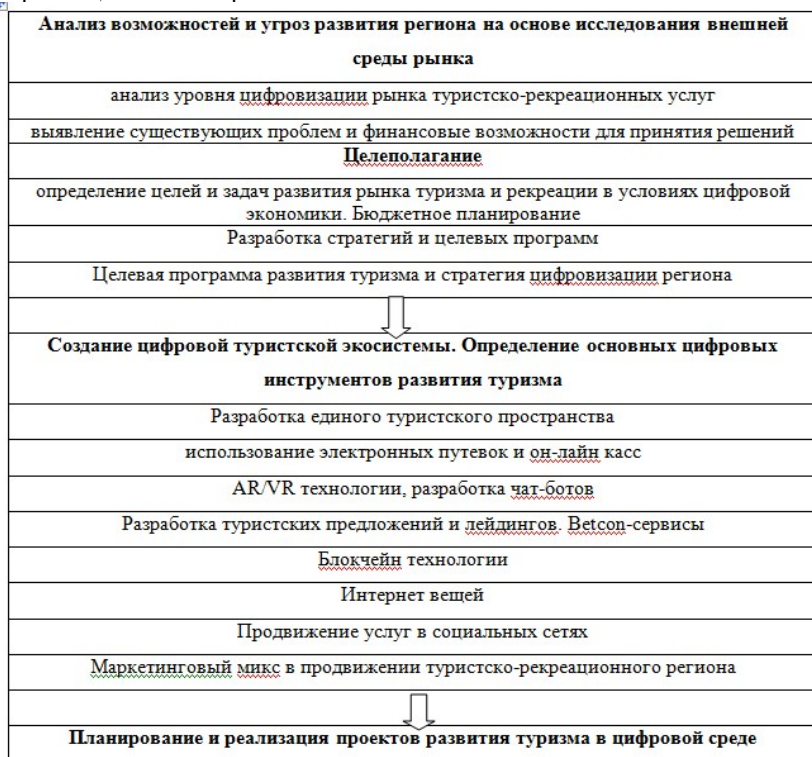 Анализ возможностей и угроз развития региона на основе исследования внешней
среды рынка
анализ уровня цифровизации рынка туристско-рекреационных услуг
выявление существующих проблем и финансовые возможности для принятия решений
Целеполагание
определение целей и задач развития рынка туризма и рекреации в условиях цифровой
экономики. Бюджетное планирование
Разработка стратегий и целевых программ
Целевая программа развития туризма и стратегия цифровизации региона
Создание цифровой туристской экосистемы. Определение основных цифровых
инструментов развития туризма
Разработка единого туристского пространства
использование электронных путевок и он-лайн касс
AR/VR технологии, разработка чат-ботов
Разработка туристских предложений и лейдингов. Betcon-сервисы
Блокчейн технологии
Интернет вещей
Продвижение услуг в социальных сетях
Маркетинговый микс в продвижении туристско-рекреационного региона
Планирование и реализация проектов развития туризма в цифровой среде